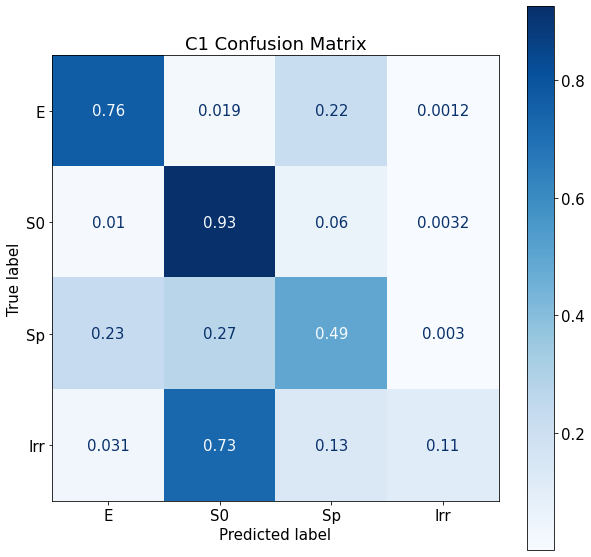 C1 Confusion Matrix
True label
E 0.76 0.019 0.22 0.0012
S0 0.01 0.93 0.06 0.0032
Sp 0.23 0.27 0.49 0.003
Irr 0.031 0.73 0.13 0.11
E S0 Sp Irr
Predicted label
0.8
0.6
0.4
0.2